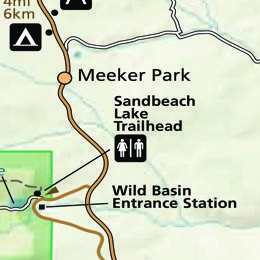 4mi
6km
Meeker Park
Sandbeach
Lake
Trailhead
Wild Basin
Entrance Station